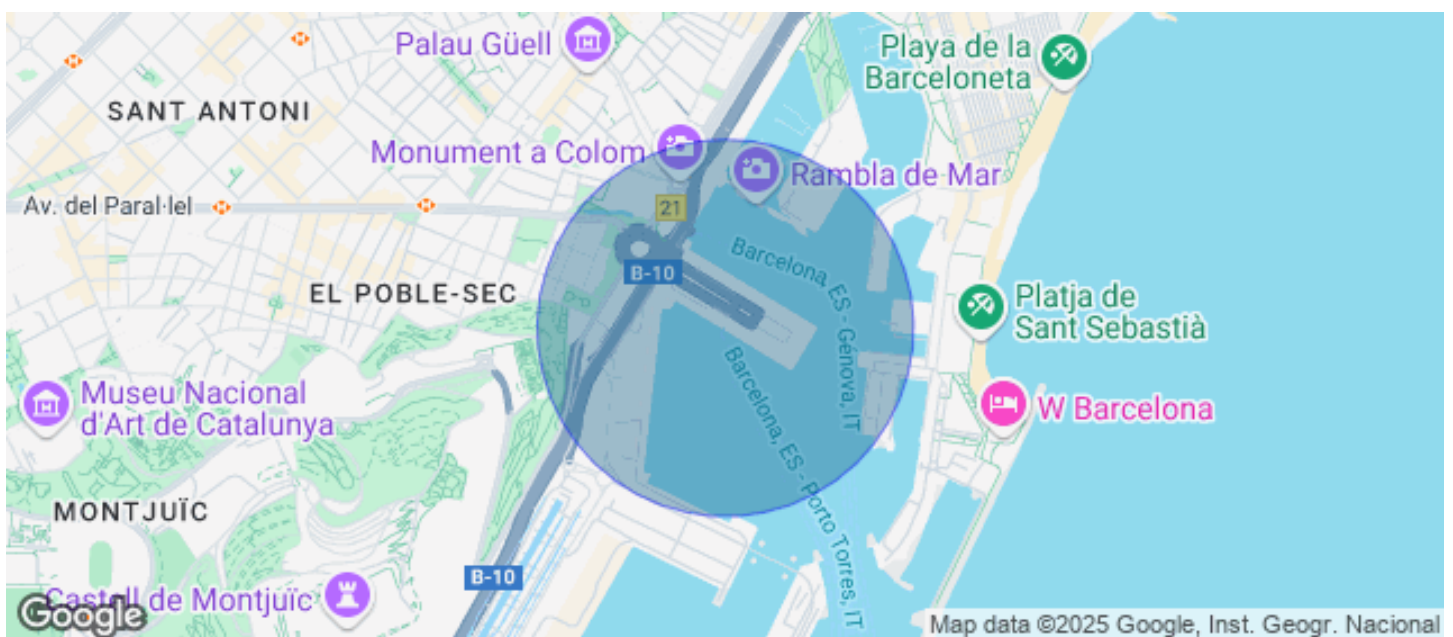 Palau Güell
Playa de la
Barceloneta
SANT ANTONI
Monument a Colom
Rambla de Mar
Av. del Paral·lel
21
B-10
Barcelona, ES - Genova, IT
EL POBLE-SEC
Platja de
Sant Sebastià
Barcelona, ES - Porto Torres, IT
Museu Nacional
d'Art de Catalunya
W Barcelona
MONTJUÏC
B-10
Castell de Montjuïc
Google
Map data ©2025 Google, Inst. Geogr. Nacional